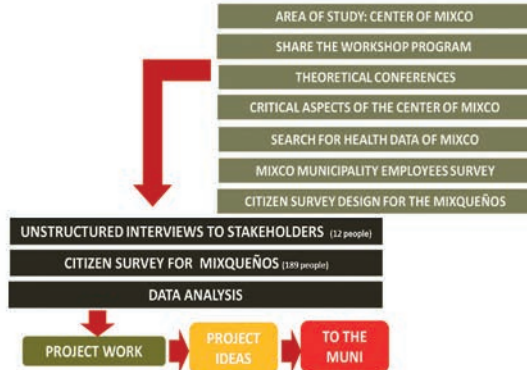 AREA OF STUDY: CENTER OF MIXCO
SHARE THE WORKSHOP PROGRAM
THEORETICAL CONFERENCES
CRITICAL ASPECTS OF THE CENTER OF MIXCO
SEARCH FOR HEALTH DATA OF MIXCO
MIXCO MUNICIPALITY EMPLOYEES SURVEY
CITIZEN SURVEY DESIGN FOR THE MIXQUEÑOS
UNSTRUCTURED INTERVIEWS TO STAKEHOLDERS (12 people)
CITIZEN SURVEY FOR MIXQUEÑOS (189 people)
DATA ANALYSIS
PROJECT WORK
PROJECT
IDEAS
TO THE
MUNI